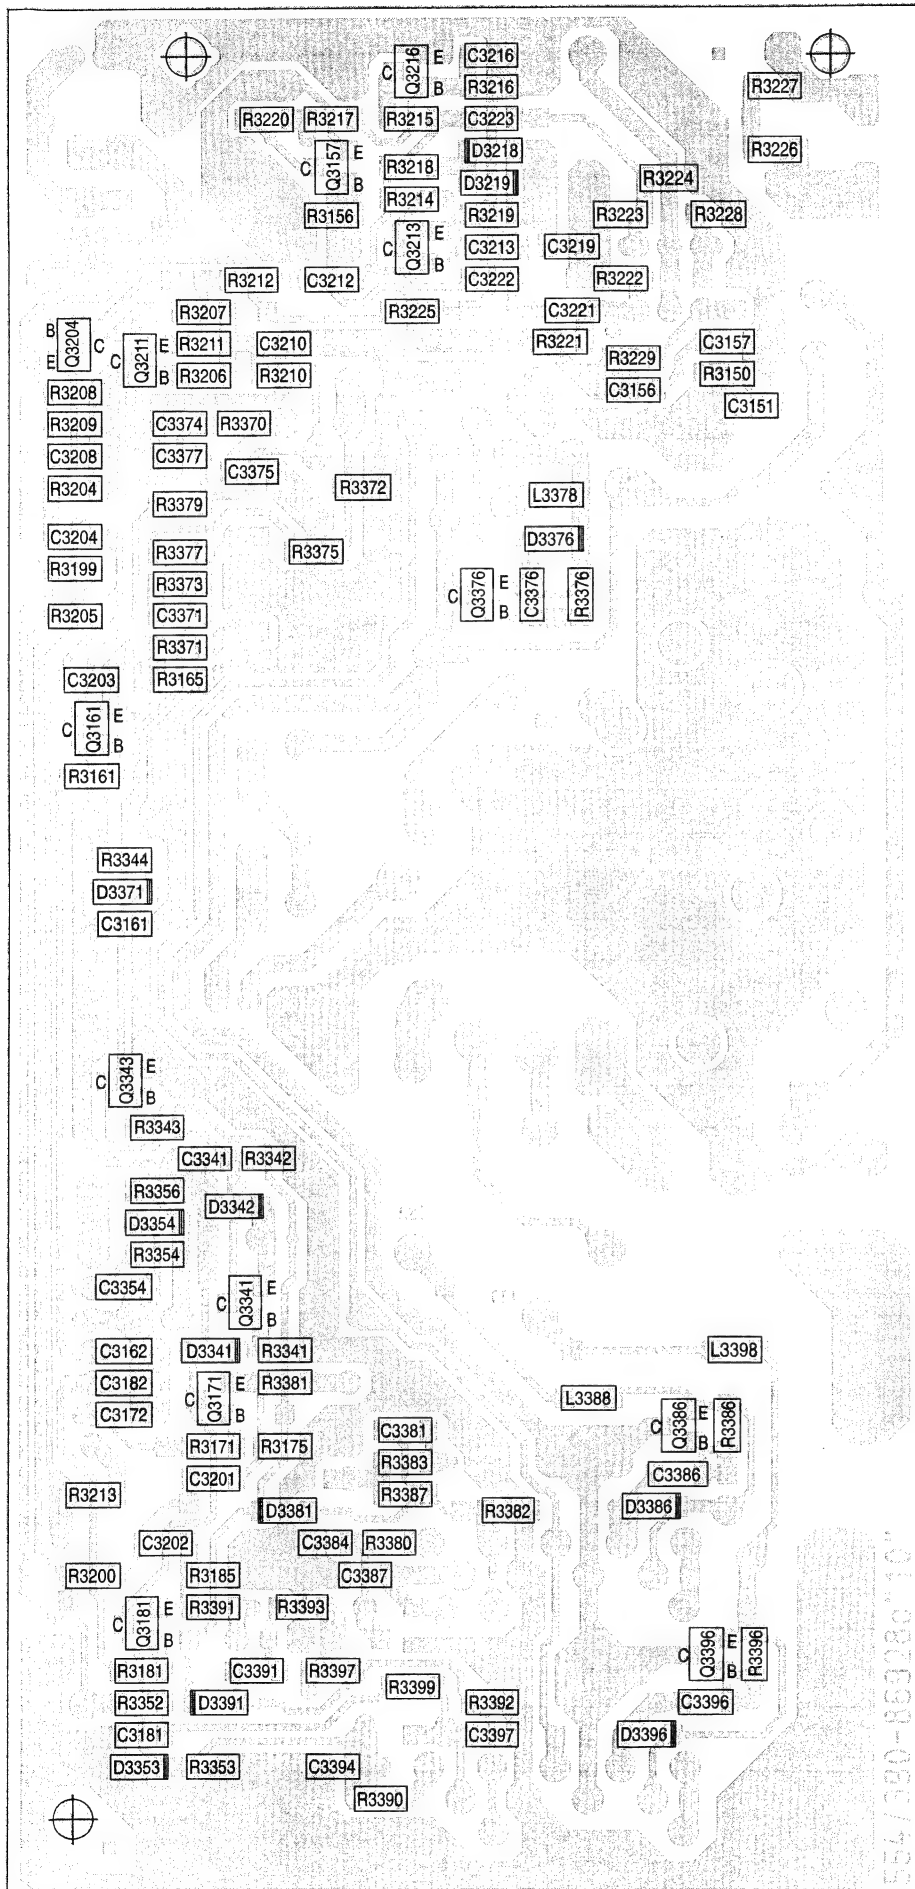 C Q3216 E B C3216
R3216 R3227
R3220 R3217 R3215 C3223
C Q3157 E B R3218 D3218 R3226
D3219 R3224
R3214
R3156 R3219 R3223 R3228
C Q3213 E B C3213 C3219
R3212 C3212 C3222 R3222
R3207 R3225 C3221
B E Q3204 C C Q3211 E B R3211 C3210 R3221 C3157
R3229
R3206 R3210 R3150
R3208 C3156
C3151
R3209 C3374 R3370
C3208 C3377
C3375
R3204 R3372 L3378
R3379
C3204 D3376
R3199 R3377 R3375
R3373 C Q3376 E B C3376 R3376
R3205 C3371
R3371
C3203 R3165
C Q3161 E B
R3161
R3344
D3371
C3161
C Q3343 E B
R3343
C3341 R3342
R3356
D3342
D3354
R3354
C3354
C Q3341 E B
C3162 D3341 R3341 L3398
C3182 C Q3171 E B R3381
L3388
C3172 C Q3386 E B R3386
C3381
R3171 R3175
R3383
C3201 C3386
R3213 R3387
D3381 R3382 D3386
C3202 C3384 R3380
R3200 R3185 C3387
C Q3181 E B R3391 R3393
C Q3396 E B R3396
R3181 C3391 R3397
R3399
R3352 D3391 R3392 C3396
C3181 C3397 D3396
D3353 R3353 C3394
R3390